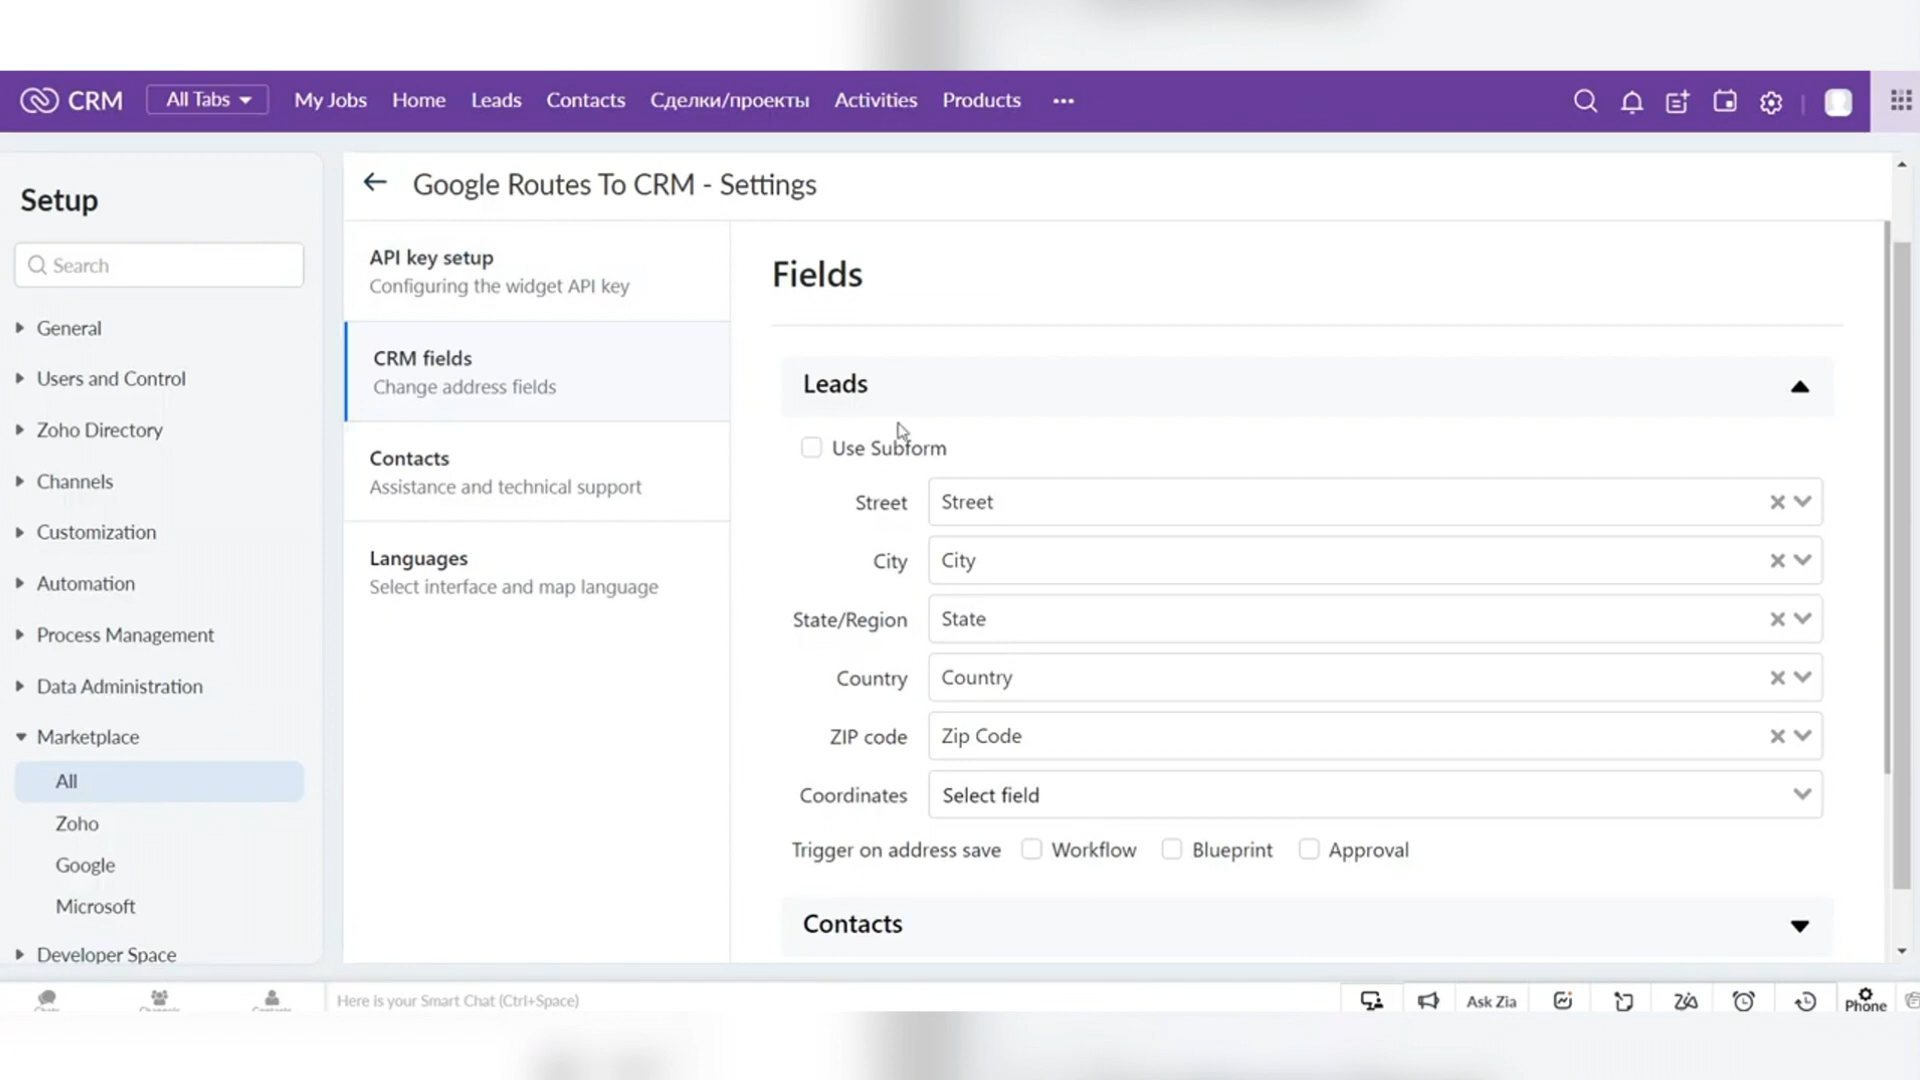 CRM
All Tabs
My Jobs
Home
Leads
Contacts
Сделки/проекты
Activities
Products
Setup
Search
General
Users and Control
Zoho Directory
Channels
Customization
Automation
Process Management
Data Administration
Marketplace
All
Zoho
Google
Microsoft
Developer Space
Google Routes To CRM - Settings
API key setup
Configuring the widget API key
CRM fields
Change address fields
Contacts
Assistance and technical support
Languages
Select interface and map language
Fields
Leads
Use Subform
Street Street
City City
State/Region State
Country Country
ZIP code Zip Code
Coordinates Select field
Trigger on address save Workflow Blueprint Approval
Contacts
Here is your Smart Chat (Ctrl+Space)
Ask Zia
Phone